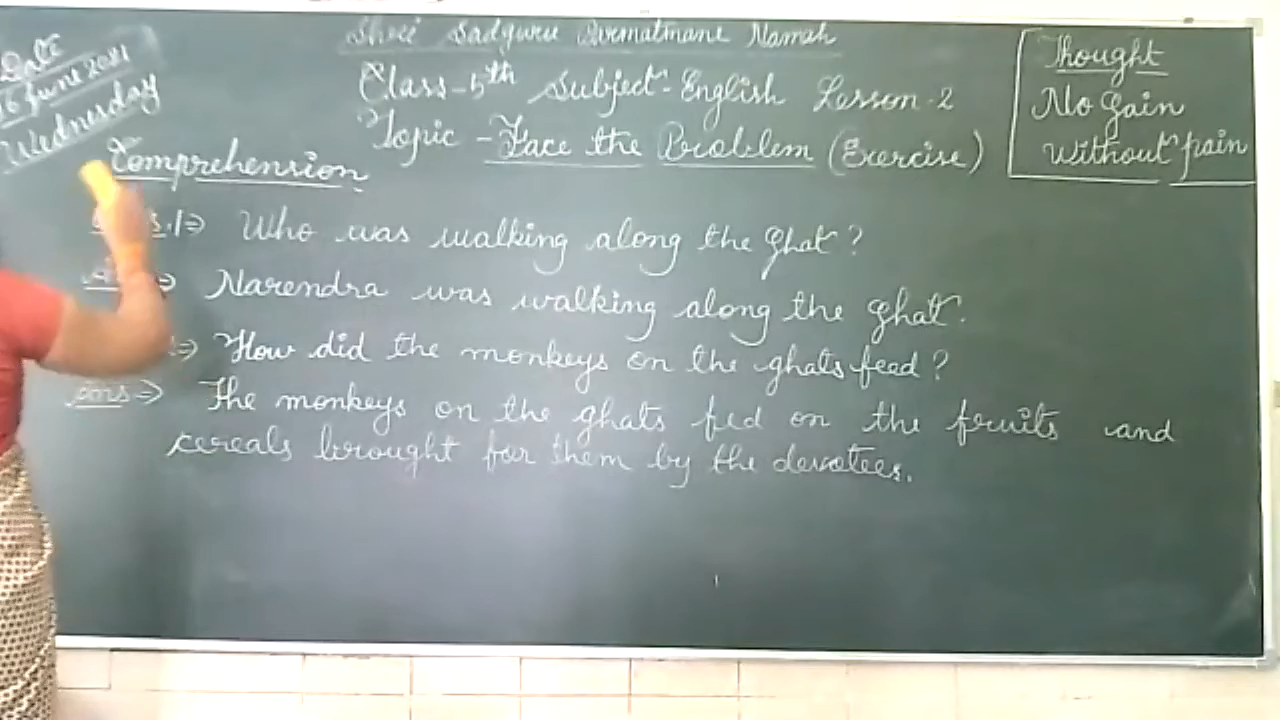 Shree Sadguru Parmatmane Namah
Date
16 June 2021
Wednesday
Class-5th Subject-English Lesson-2
Topic - Face the Problem (Exercise)
Thought
No Gain
Without pain
Comprehension
1⇒ Who was walking along the ghat?
⇒ Narendra was walking along the ghat.
⇒ How did the monkeys on the ghats feed?
Ans ⇒ The monkeys on the ghats fed on the fruits and
cereals brought for them by the devotees.